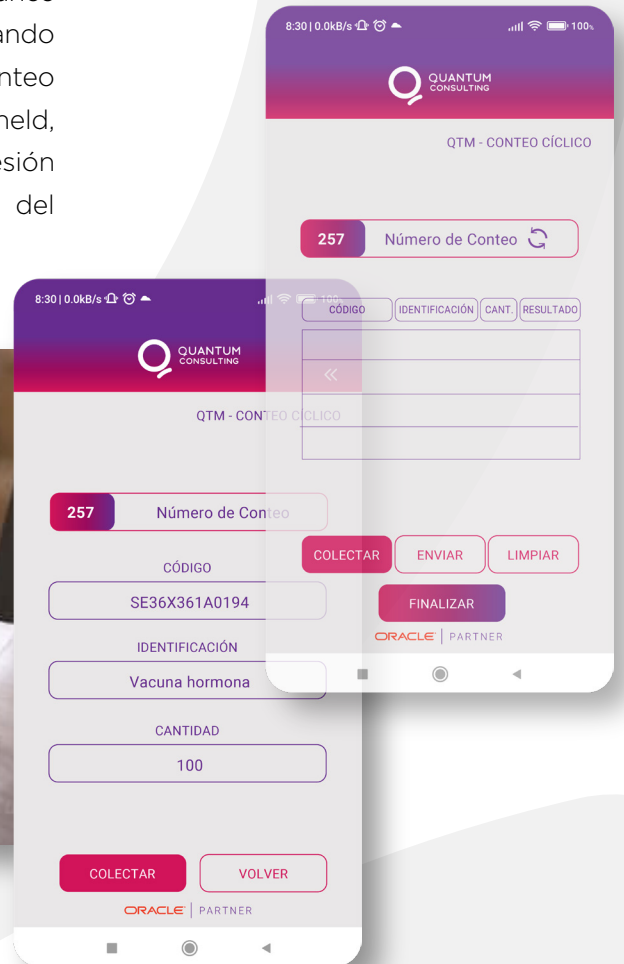 ando
nteo
held,
esión
del
8:30 | 0.0kB/s
100%
QUANTUM
CONSULTING
QTM - CONTEO CÍCLICO
257 Número de Conteo
CÓDIGO IDENTIFICACIÓN CANT. RESULTADO
COLECTAR ENVIAR LIMPIAR
FINALIZAR
ORACLE | PARTNER
8:30 | 0.0kB/s
100%
QUANTUM
CONSULTING
QTM - CONTEO CÍCLICO
257 Número de Conteo
CÓDIGO
SE36X361A0194
IDENTIFICACIÓN
Vacuna hormona
CANTIDAD
100
COLECTAR VOLVER
ORACLE | PARTNER